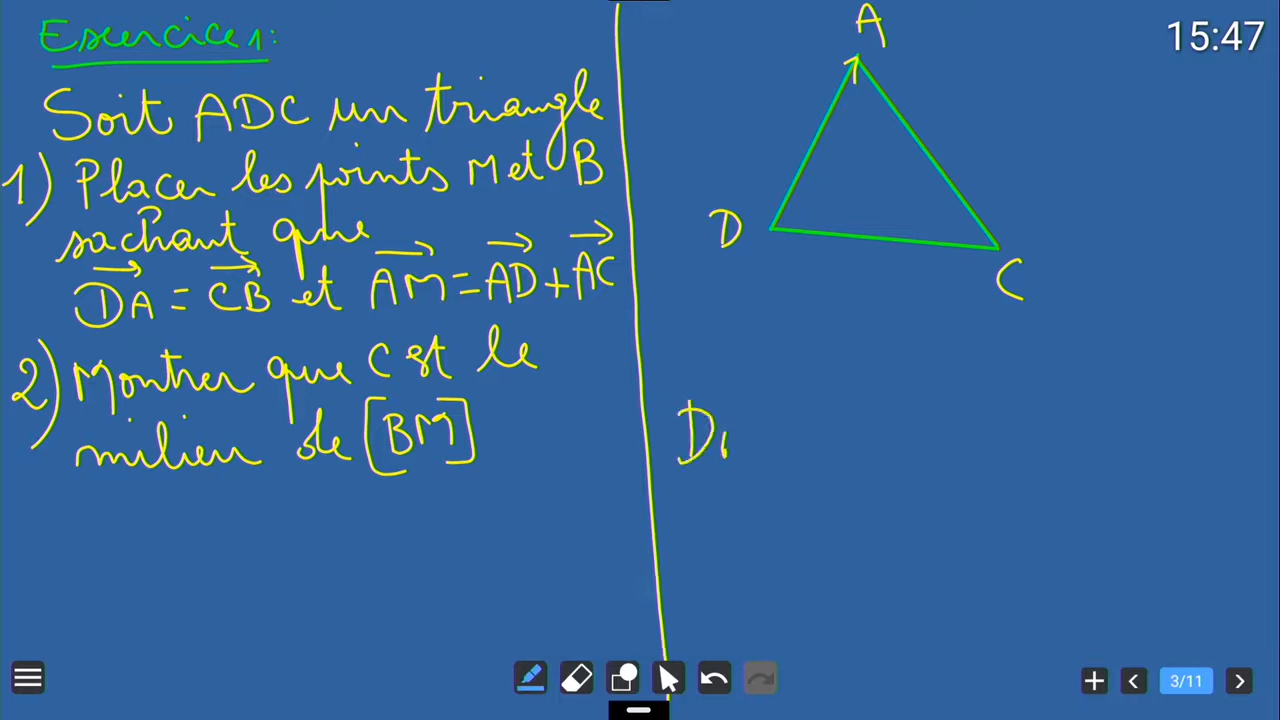 Exercice 1:
Soit ADC un triangle
1) Placer les points M et B
sachant que
DA = CB et AM = AD + AC
2) Montrer que C est le
milieu de [BM]
15:47
A
D
C
D
3/11